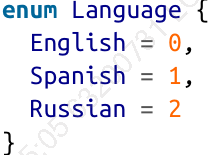 enum Language {
  English = 0,
  Spanish = 1,
  Russian = 2
}